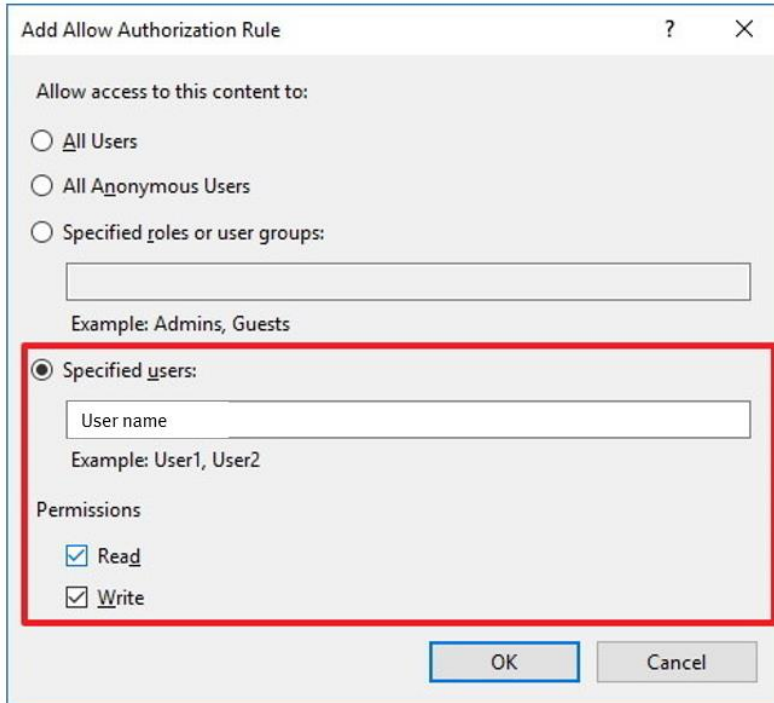 Add Allow Authorization Rule ?
Allow access to this content to:
All Users
All Anonymous Users
Specified roles or user groups:
Example: Admins, Guests
Specified users:
User name
Example: User1, User2
Permissions
Read
Write
OK Cancel